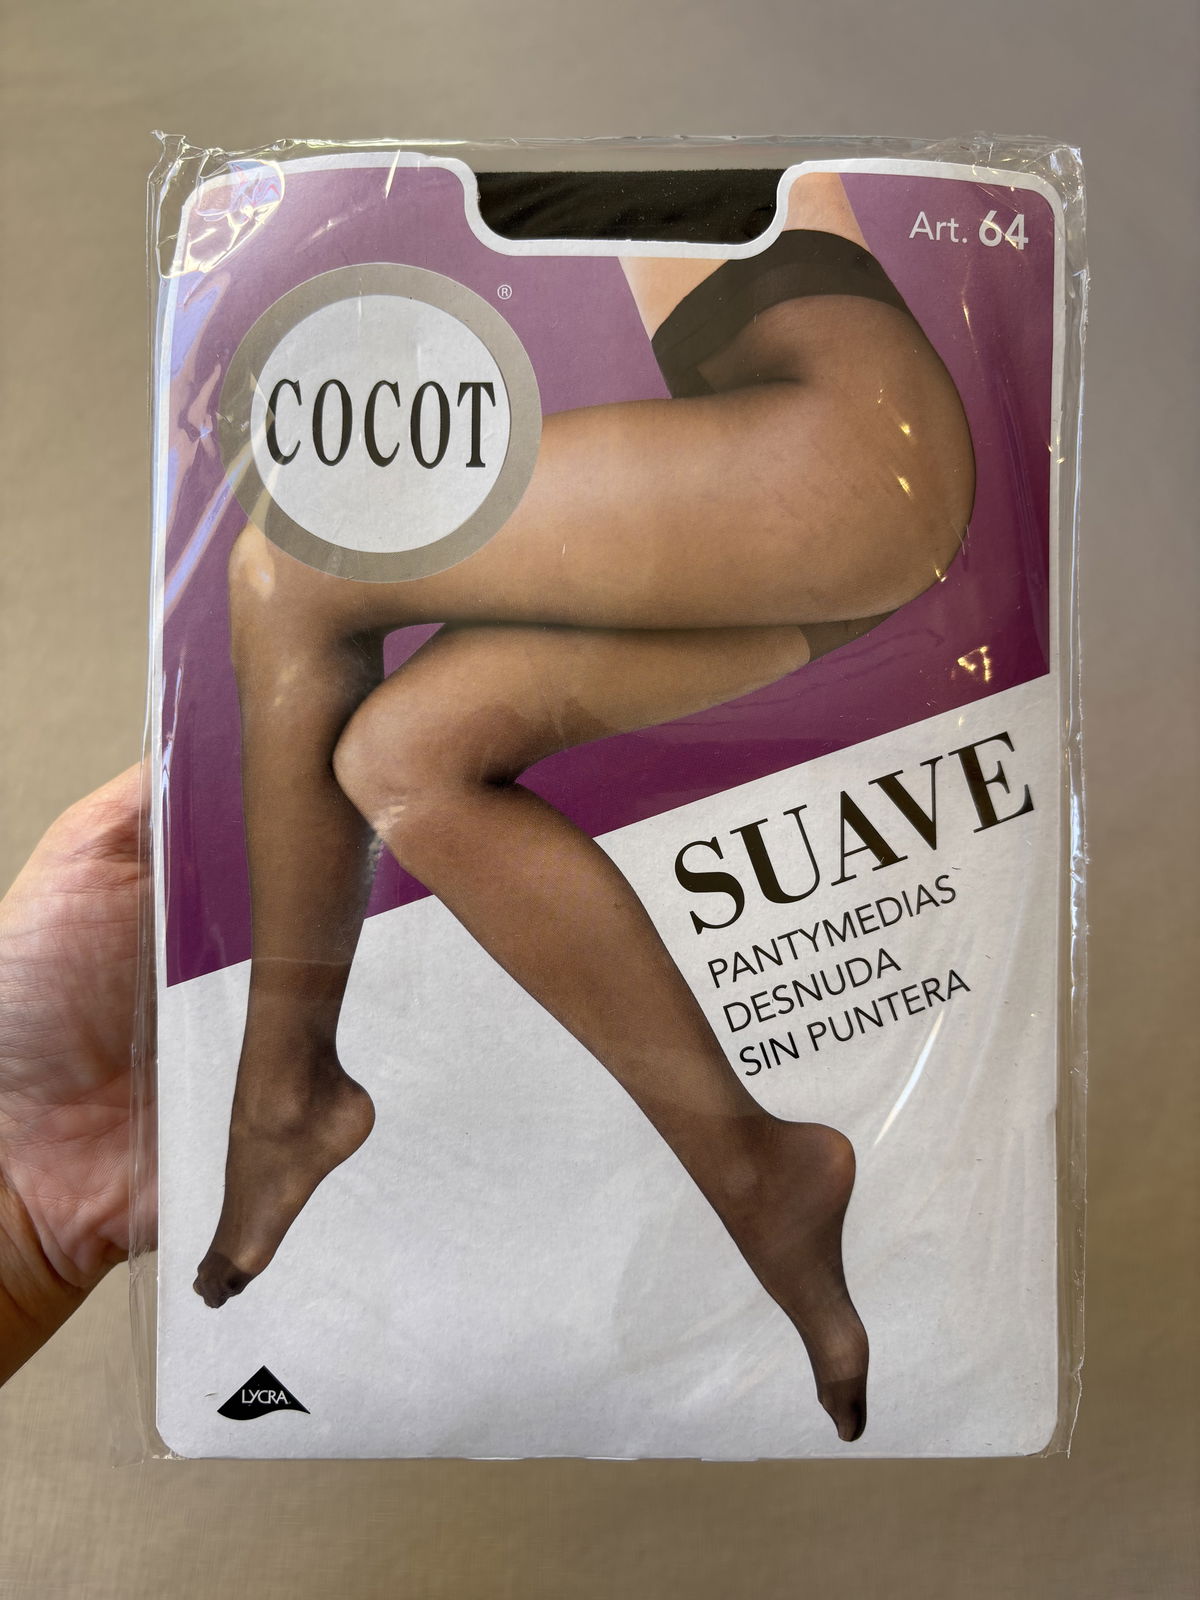 Art. 64
®
COCOT
SUAVE
PANTYMEDIAS
DESNUDA
SIN PUNTERA
LYCRA